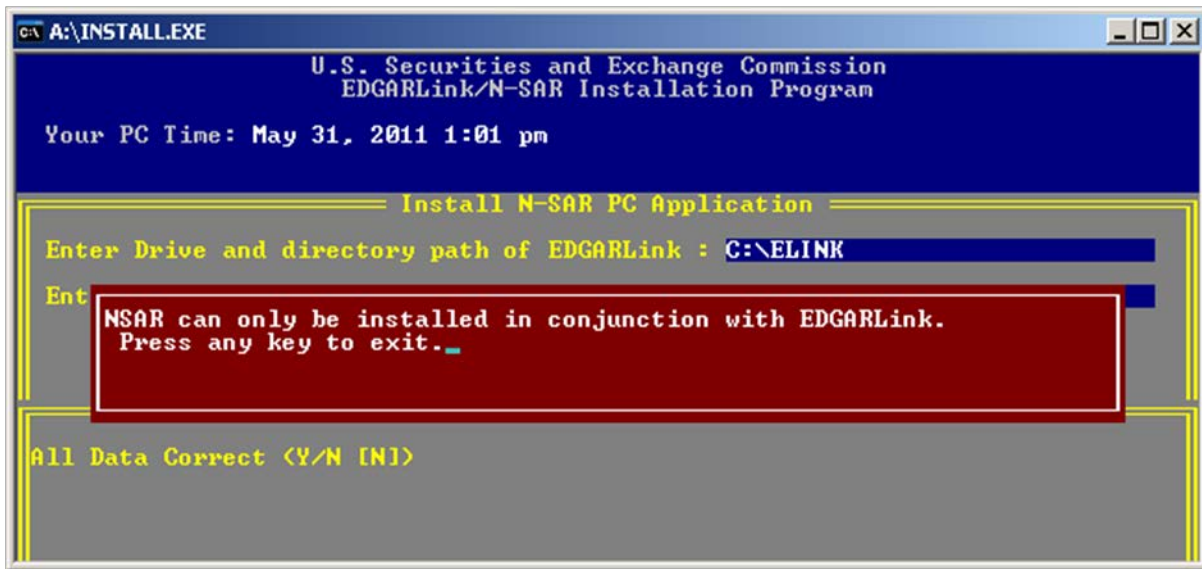 A:\INSTALL.EXE
U.S. Securities and Exchange Commission
EDGARLink/N-SAR Installation Program
Your PC Time: May 31, 2011 1:01 pm
Install N-SAR PC Application
Enter Drive and directory path of EDGARLink : C:\ELINK
Ent
NSAR can only be installed in conjunction with EDGARLink.
Press any key to exit.
All Data Correct (Y/N [N])